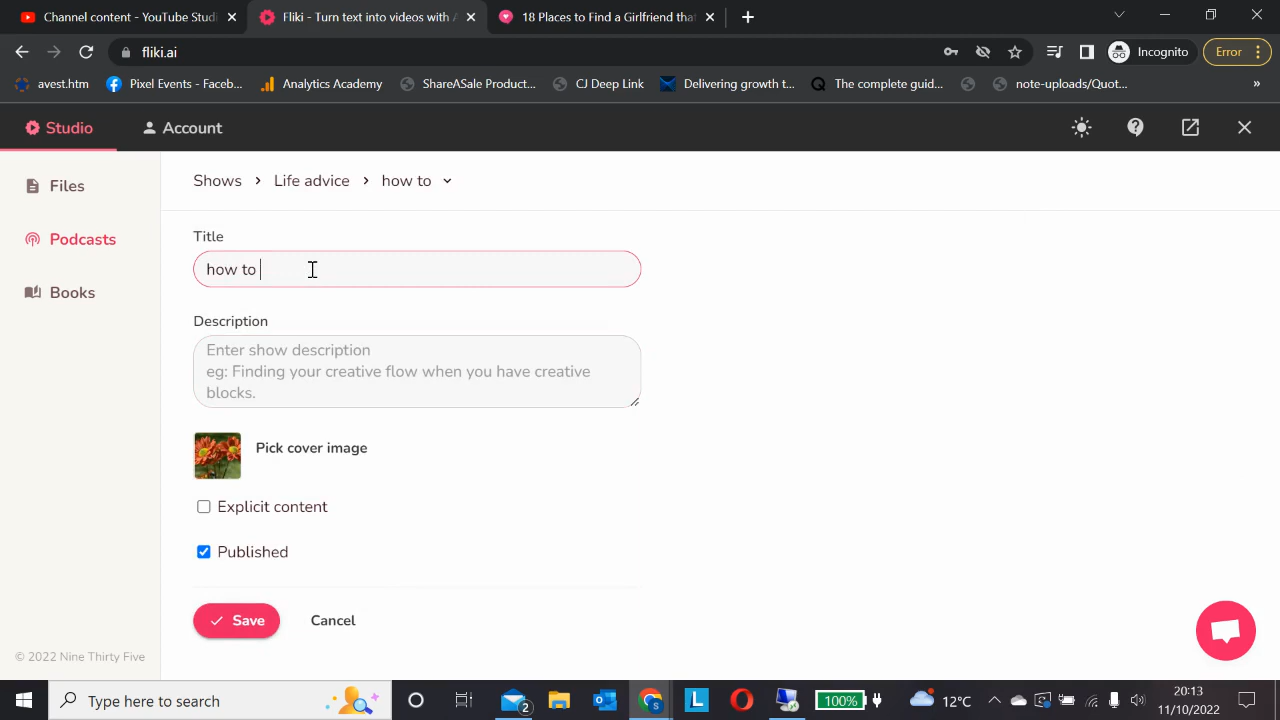 Channel content - YouTube Studi
Fliki - Turn text into videos with A
18 Places to Find a Girlfriend that
fliki.ai
Incognito
Error
avest.htm
Pixel Events - Faceb...
Analytics Academy
ShareASale Product...
CJ Deep Link
Delivering growth t...
The complete guid...
note-uploads/Quot...
»
Studio
Account
Files
Podcasts
Books
Shows > Life advice > how to
Title
how to
Description
Enter show description
eg: Finding your creative flow when you have creative
blocks.
Pick cover image
Explicit content
Published
Save
Cancel
© 2022 Nine Thirty Five
Type here to search
2
S
L
100%
12°C
20:13
11/10/2022